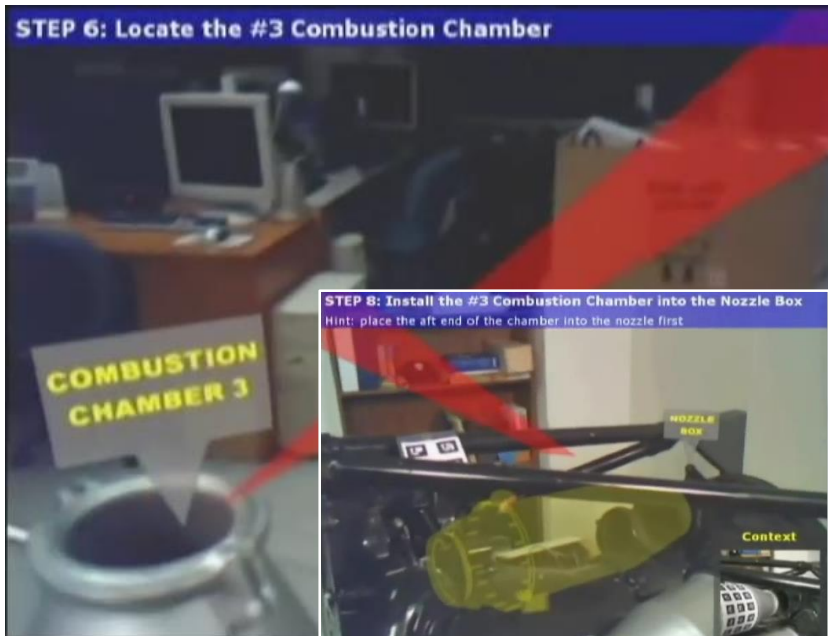 STEP 6: Locate the #3 Combustion Chamber
COMBUSTION
CHAMBER 3
STEP 8: Install the #3 Combustion Chamber into the Nozzle Box
Hint: place the aft end of the chamber into the nozzle first
NOZZLE
BOX
Context